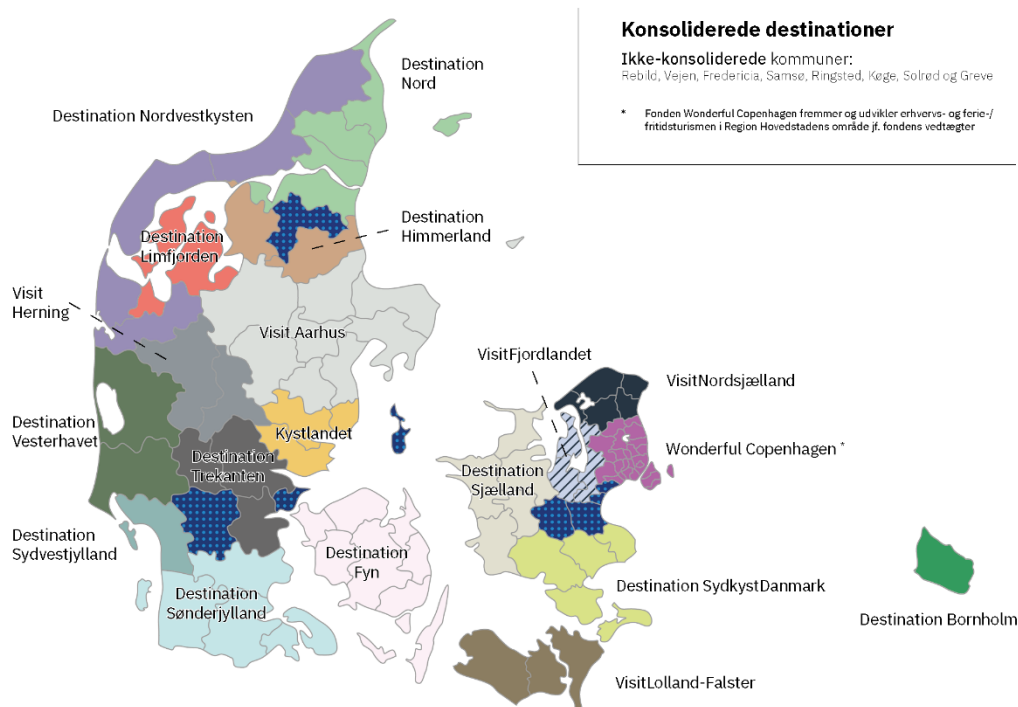 Konsoliderede destinationer
Ikke-konsoliderede kommuner:
Rebild, Vejen, Fredericia, Samsø, Ringsted, Køge, Solrød og Greve
* Fonden Wonderful Copenhagen fremmer og udvikler erhvervs- og ferie-/
fritidsturismen i Region Hovedstadens område jf. fondens vedtægter
Destination
Nord
Destination Nordvestkysten
Destination
Himmerland
Destination
Limfjorden
Visit
Herning
Visit Aarhus
VisitFjordlandet
VisitNordsjælland
Destination
Vesterhavet
Kystlandet
Wonderful Copenhagen *
Destination
Trekanten
Destination
Sjælland
Destination
Sydvestjylland
Destination
Fyn
Destination
Sønderjylland
Destination SydkystDanmark
Destination Bornholm
VisitLolland-Falster